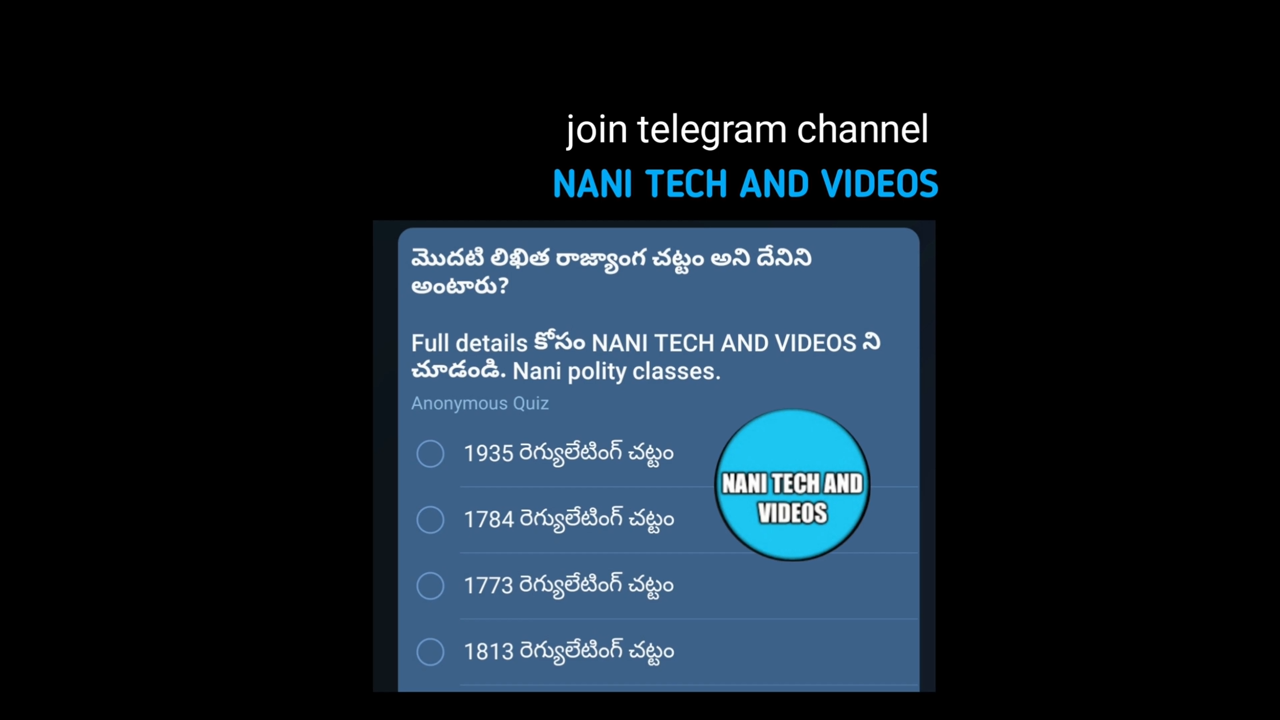 join telegram channel
NANI TECH AND VIDEOS
మొదటి లిఖిత రాజ్యాంగ చట్టం అని దేనిని
అంటారు?
Full details కోసం NANI TECH AND VIDEOS ని
చూడండి. Nani polity classes.
Anonymous Quiz
1935 రెగ్యులేటింగ్ చట్టం
NANI TECH AND
VIDEOS
1784 రెగ్యులేటింగ్ చట్టం
1773 రెగ్యులేటింగ్ చట్టం
1813 రెగ్యులేటింగ్ చట్టం